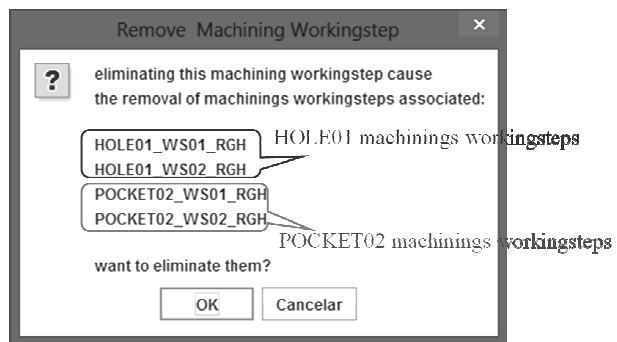 Remove Machining Workingstep
×
?
eliminating this machining workingstep cause
the removal of machinings workingsteps associated:
HOLE01_WS01_RGH
HOLE01 machinings workingsteps
HOLE01_WS02_RGH
POCKET02_WS01_RGH
POCKET02_WS02_RGH
POCKET02 machinings workingsteps
want to eliminate them?
OK Cancelar